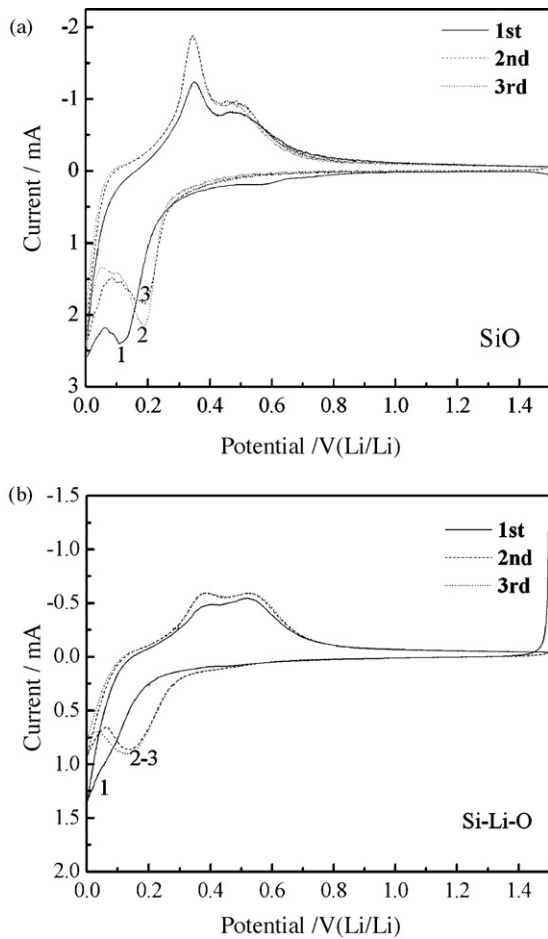 (a)
-2
1st
2nd
3rd
-1
0
Current / mA
1
3
2
1
2
SiO
3
0.0 0.2 0.4 0.6 0.8 1.0 1.2 1.4
Potential /V(Li/Li)
(b)
-1.5
1st
2nd
3rd
-1.0
-0.5
0.0
Current / mA
0.5
2-3
1.0
1
1.5
Si-Li-O
2.0
0.0 0.2 0.4 0.6 0.8 1.0 1.2 1.4
Potential /V(Li/Li)